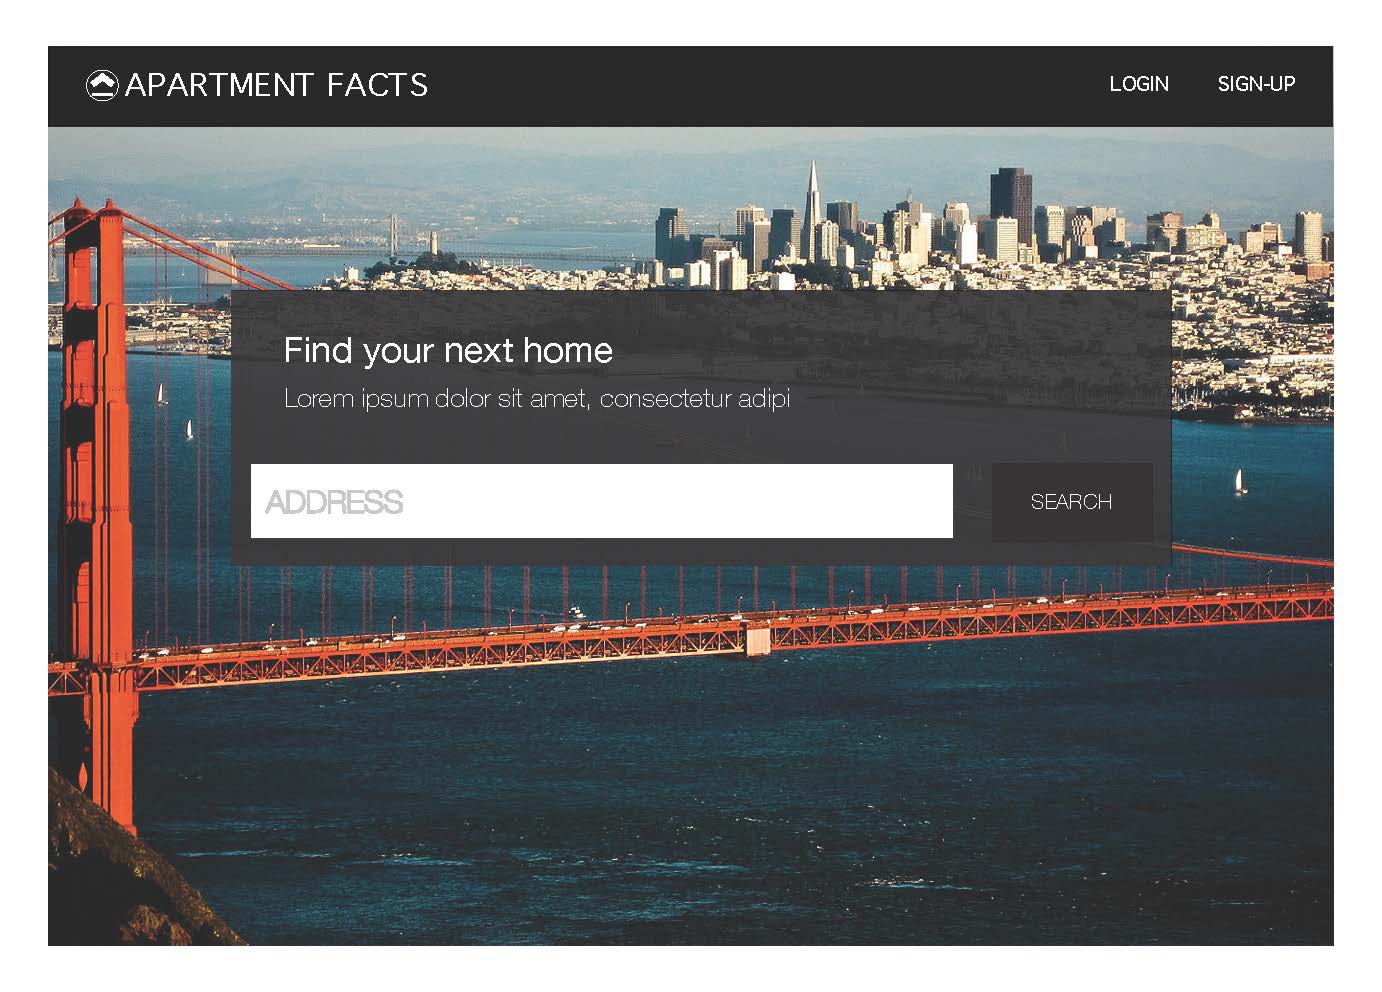 APARTMENT FACTS
LOGIN
SIGN-UP
Find your next home
Lorem ipsum dolor sit amet, consectetur adipi
ADDRESS
SEARCH